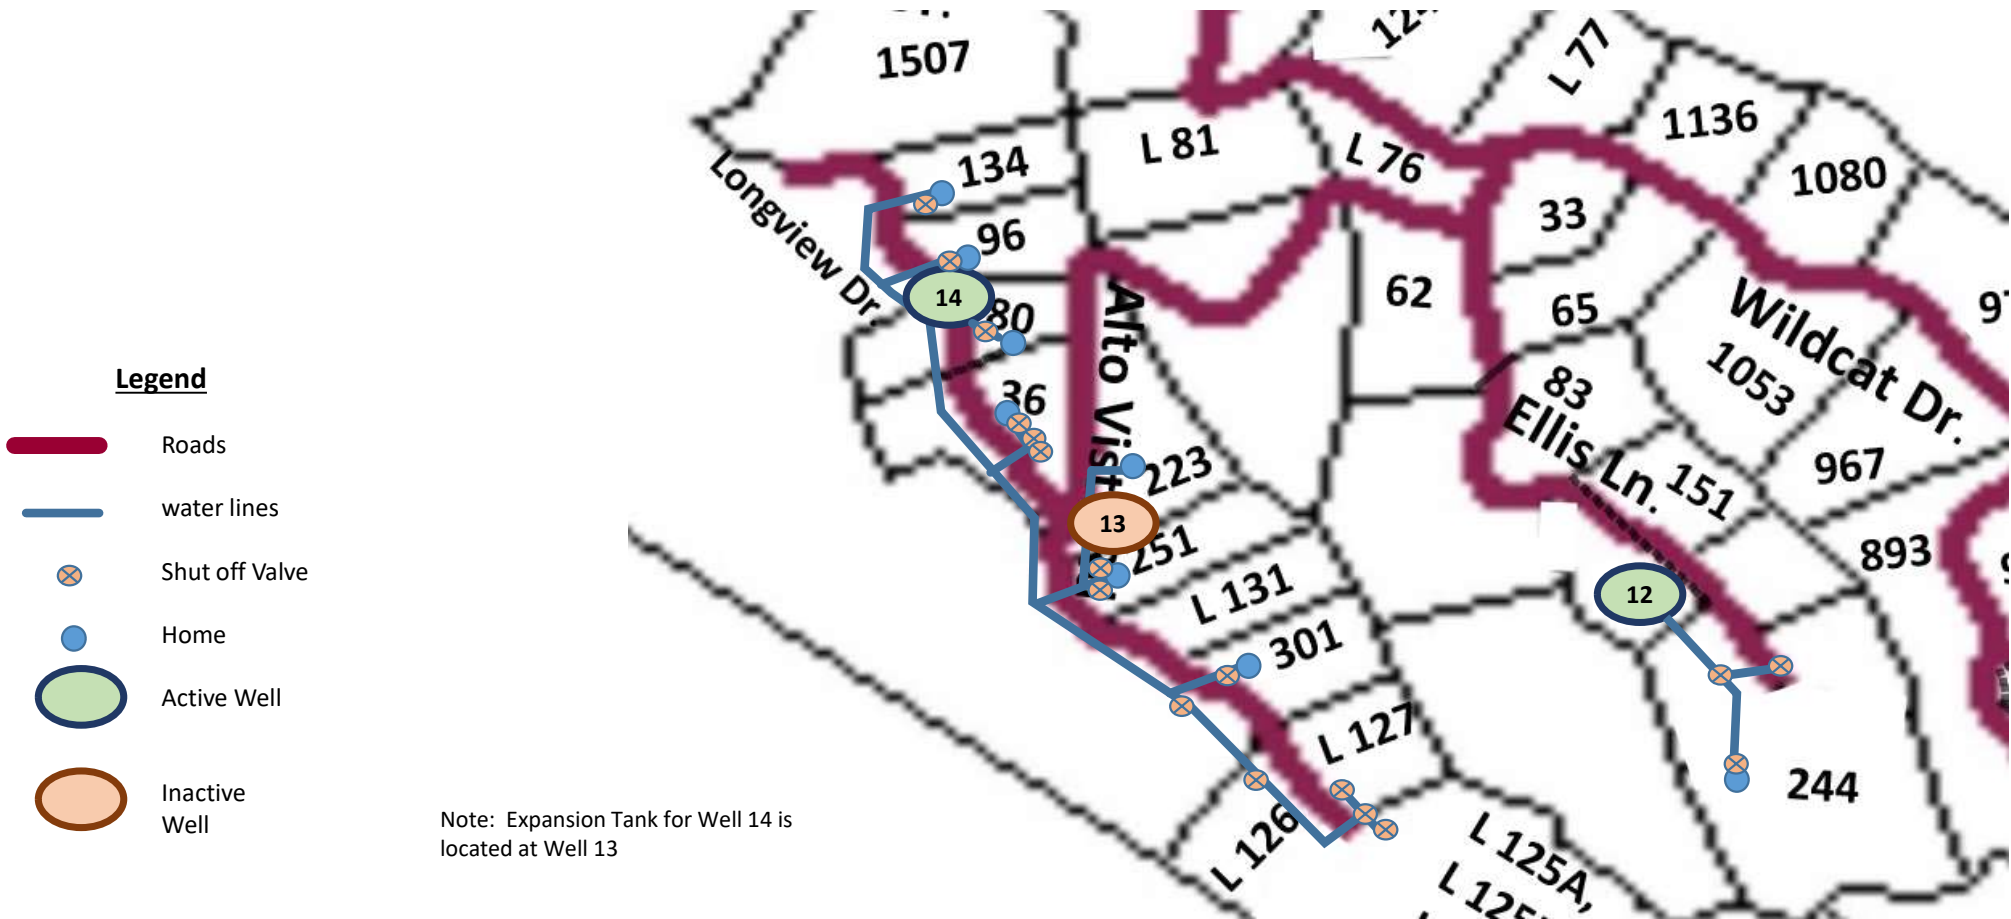 Legend
Roads
water lines
Shut off Valve
Home
Active Well
Inactive
Well
Note: Expansion Tank for Well 14 is
located at Well 13
1507
L 77
1136
1080
L 81
L 76
134
33
96
Longview Dr.
14
80
62
65
Wildcat Dr.
1053
83
36
Alto
Ellis Ln.
967
223
151
13
251
893
L 131
12
301
L 127
244
L 126
L 125A,